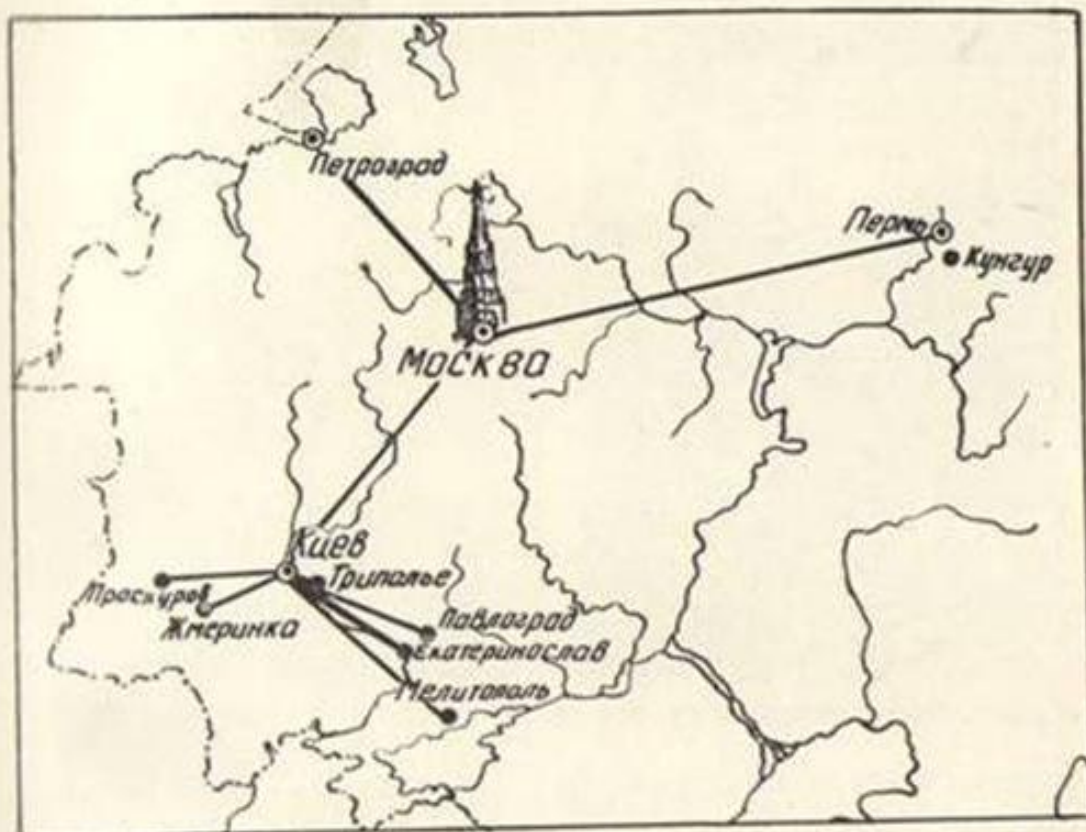 Петроград
Пермь
Кунгур
Москва
Киев
Триполье
Проскуров
Жмеринка
Павлоград
Екатеринослав
Мелитополь